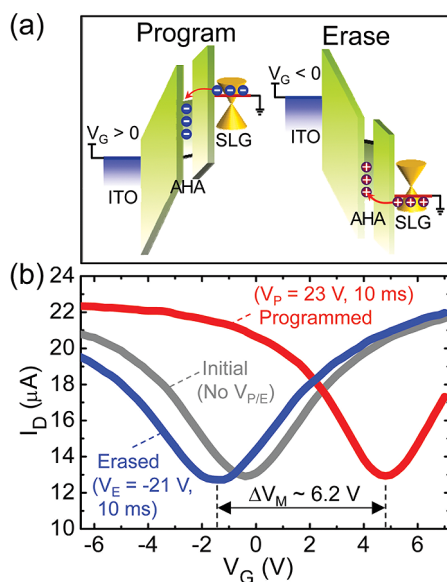 (a)
Program
Erase
V_G > 0
ITO
AHA
SLG
V_G < 0
ITO
AHA
SLG
(b)
24
22
20
18
16
14
12
10
I_D (μA)
(V_P = 23 V, 10 ms)
Programmed
Initial
(No V_P/E)
Erased
(V_E = -21 V,
10 ms)
ΔV_M ~ 6.2 V
-6 -4 -2 0 2 4 6
V_G (V)